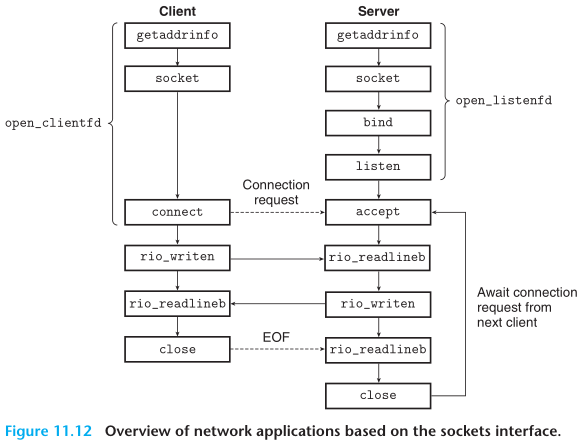 Client
Server
getaddrinfo
getaddrinfo
socket
socket
open_clientfd
open_listenfd
bind
listen
Connection
request
connect
accept
rio_writen
rio_readlineb
rio_readlineb
rio_writen
Await connection
request from
next client
EOF
close
rio_readlineb
close
Figure 11.12 Overview of network applications based on the sockets interface.